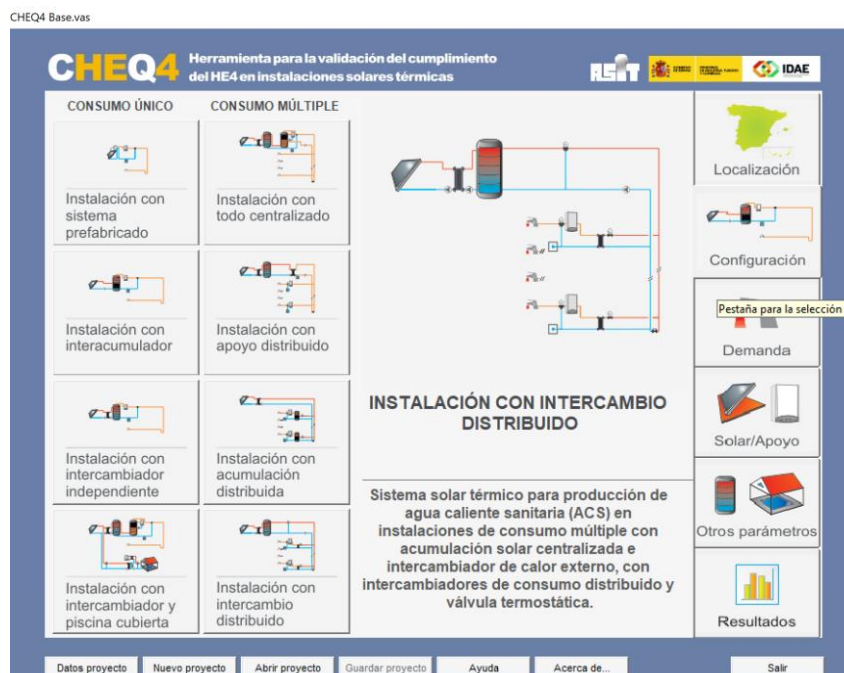 CHEQ4 Base.vas
CHEQ4
Herramienta para la validación del cumplimiento
del HE4 en instalaciones solares térmicas
ASIT
IDAE
CONSUMO ÚNICO
CONSUMO MÚLTIPLE
Instalación con
sistema
prefabricado
Instalación con
todo centralizado
Instalación con
interacumulador
Instalación con
apoyo distribuido
Instalación con
intercambiador
independiente
Instalación con
acumulación
distribuida
Instalación con
intercambiador y
piscina cubierta
Instalación con
intercambio
distribuido
INSTALACIÓN CON INTERCAMBIO
DISTRIBUIDO
Sistema solar térmico para producción de
agua caliente sanitaria (ACS) en
instalaciones de consumo múltiple con
acumulación solar centralizada e
intercambiador de calor externo, con
intercambiadores de consumo distribuido y
válvula termostática.
Localización
Configuración
Pestaña para la selección
Demanda
Solar/Apoyo
Otros parámetros
Resultados
Datos proyecto
Nuevo proyecto
Abrir proyecto
Guardar proyecto
Ayuda
Acerca de...
Salir